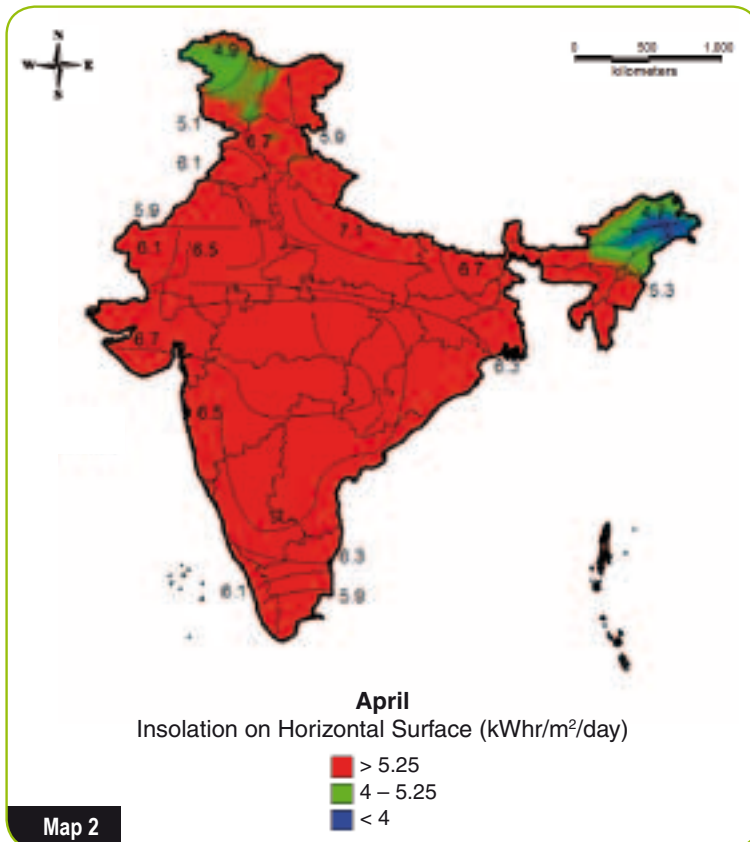 N
W E
S
0 500 1,000
kilometers
4.9
5.1
6.7
5.9
6.1
5.9
7.1
6.1
6.5
6.7
5.3
6.7
6.3
6.5
6.3
6.1
5.9
April
Insolation on Horizontal Surface (kWhr/m²/day)
> 5.25
4 – 5.25
< 4
Map 2